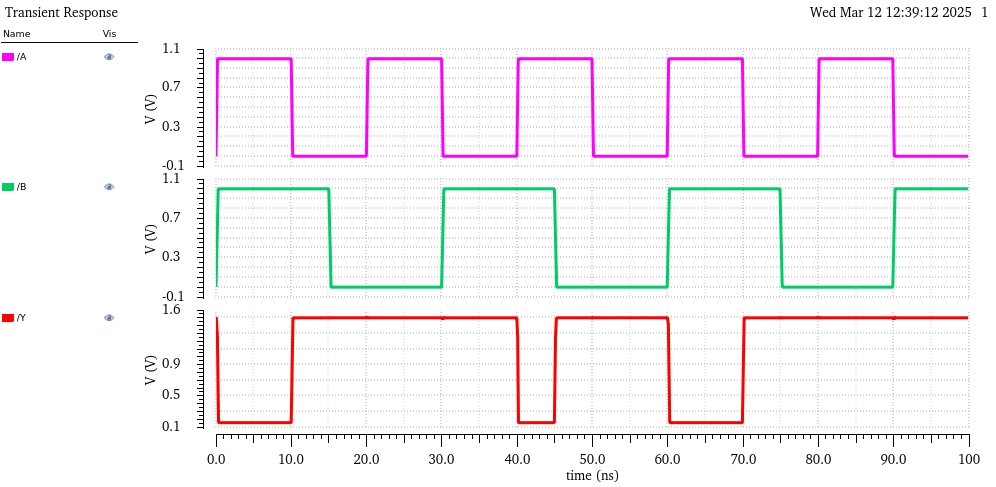 Transient Response Wed Mar 12 12:39:12 2025 1
Name Vis
/A
1.1
0.7
0.3
-0.1
V (V)
/B
1.1
0.7
0.3
-0.1
V (V)
/Y
1.6
0.9
0.5
0.1
V (V)
0.0 10.0 20.0 30.0 40.0 50.0 60.0 70.0 80.0 90.0 100
time (ns)